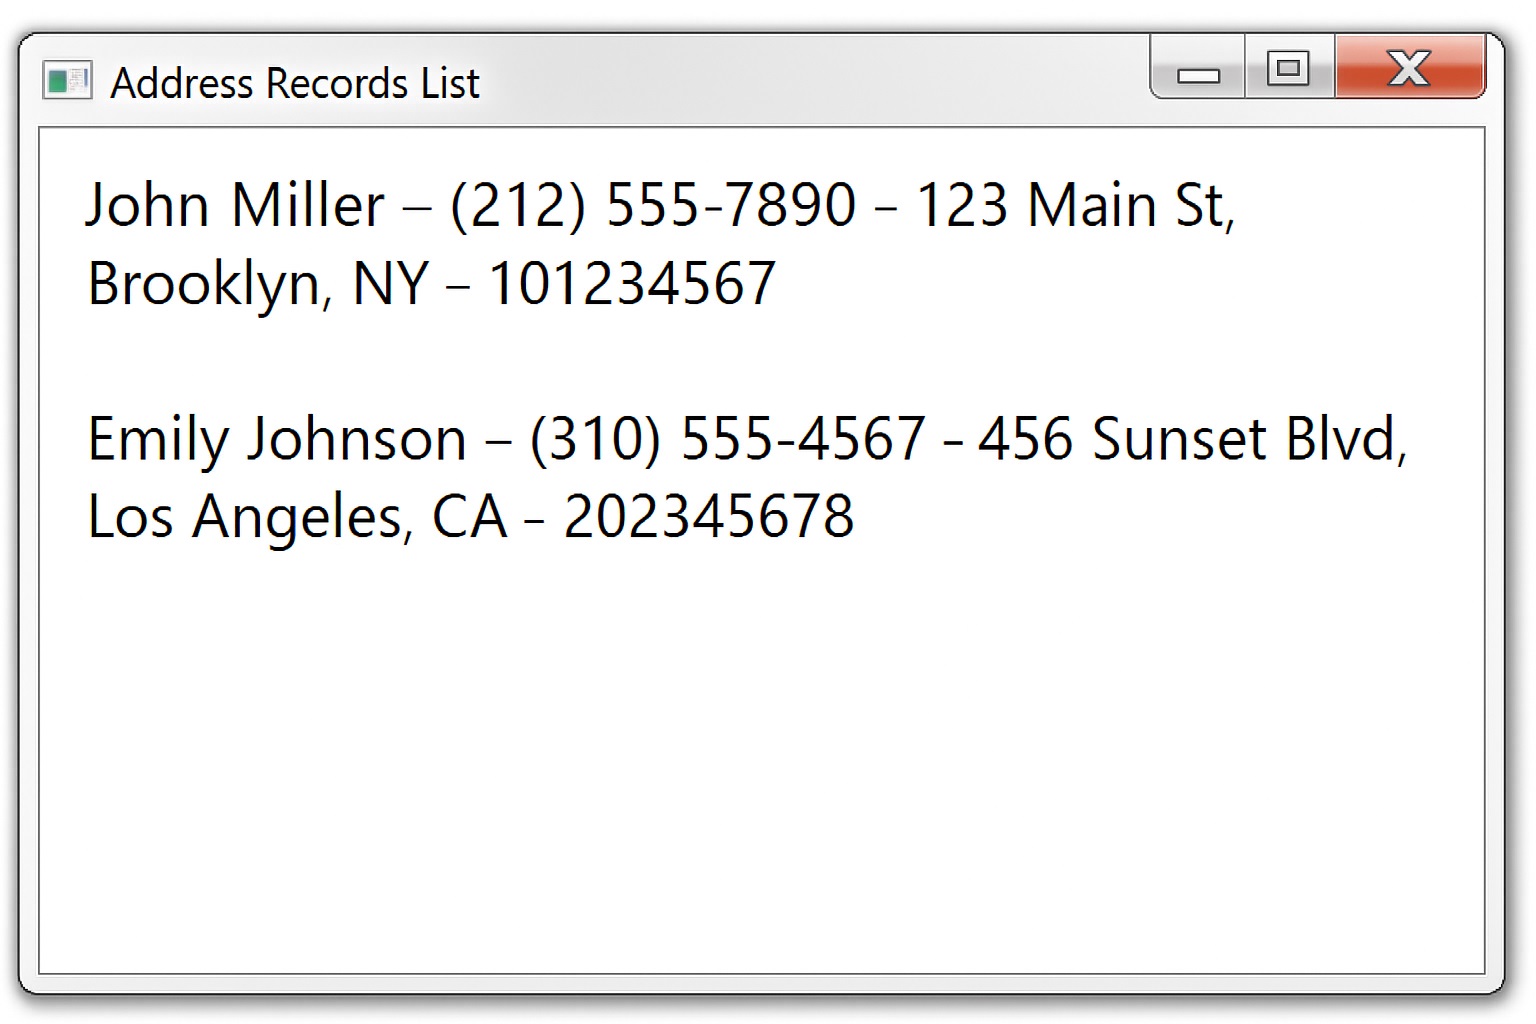 Address Records List
John Miller – (212) 555-7890 – 123 Main St,
Brooklyn, NY – 101234567
Emily Johnson – (310) 555-4567 - 456 Sunset Blvd,
Los Angeles, CA – 202345678